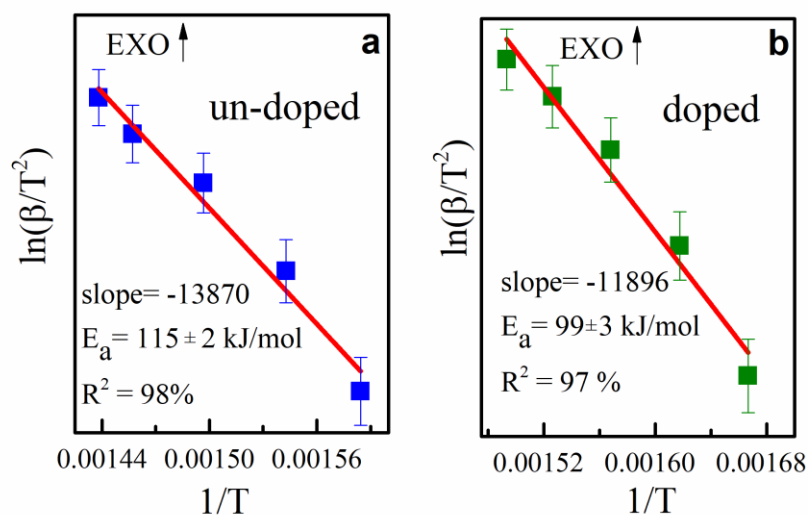 EXO ↑ a
un-doped
ln(β/T²)
slope= -13870
Eₐ= 115 ± 2 kJ/mol
R² = 98%
0.00144 0.00150 0.00156
1/T
EXO ↑ b
doped
ln(β/T²)
slope= -11896
Eₐ= 99±3 kJ/mol
R² = 97 %
0.00152 0.00160 0.00168
1/T